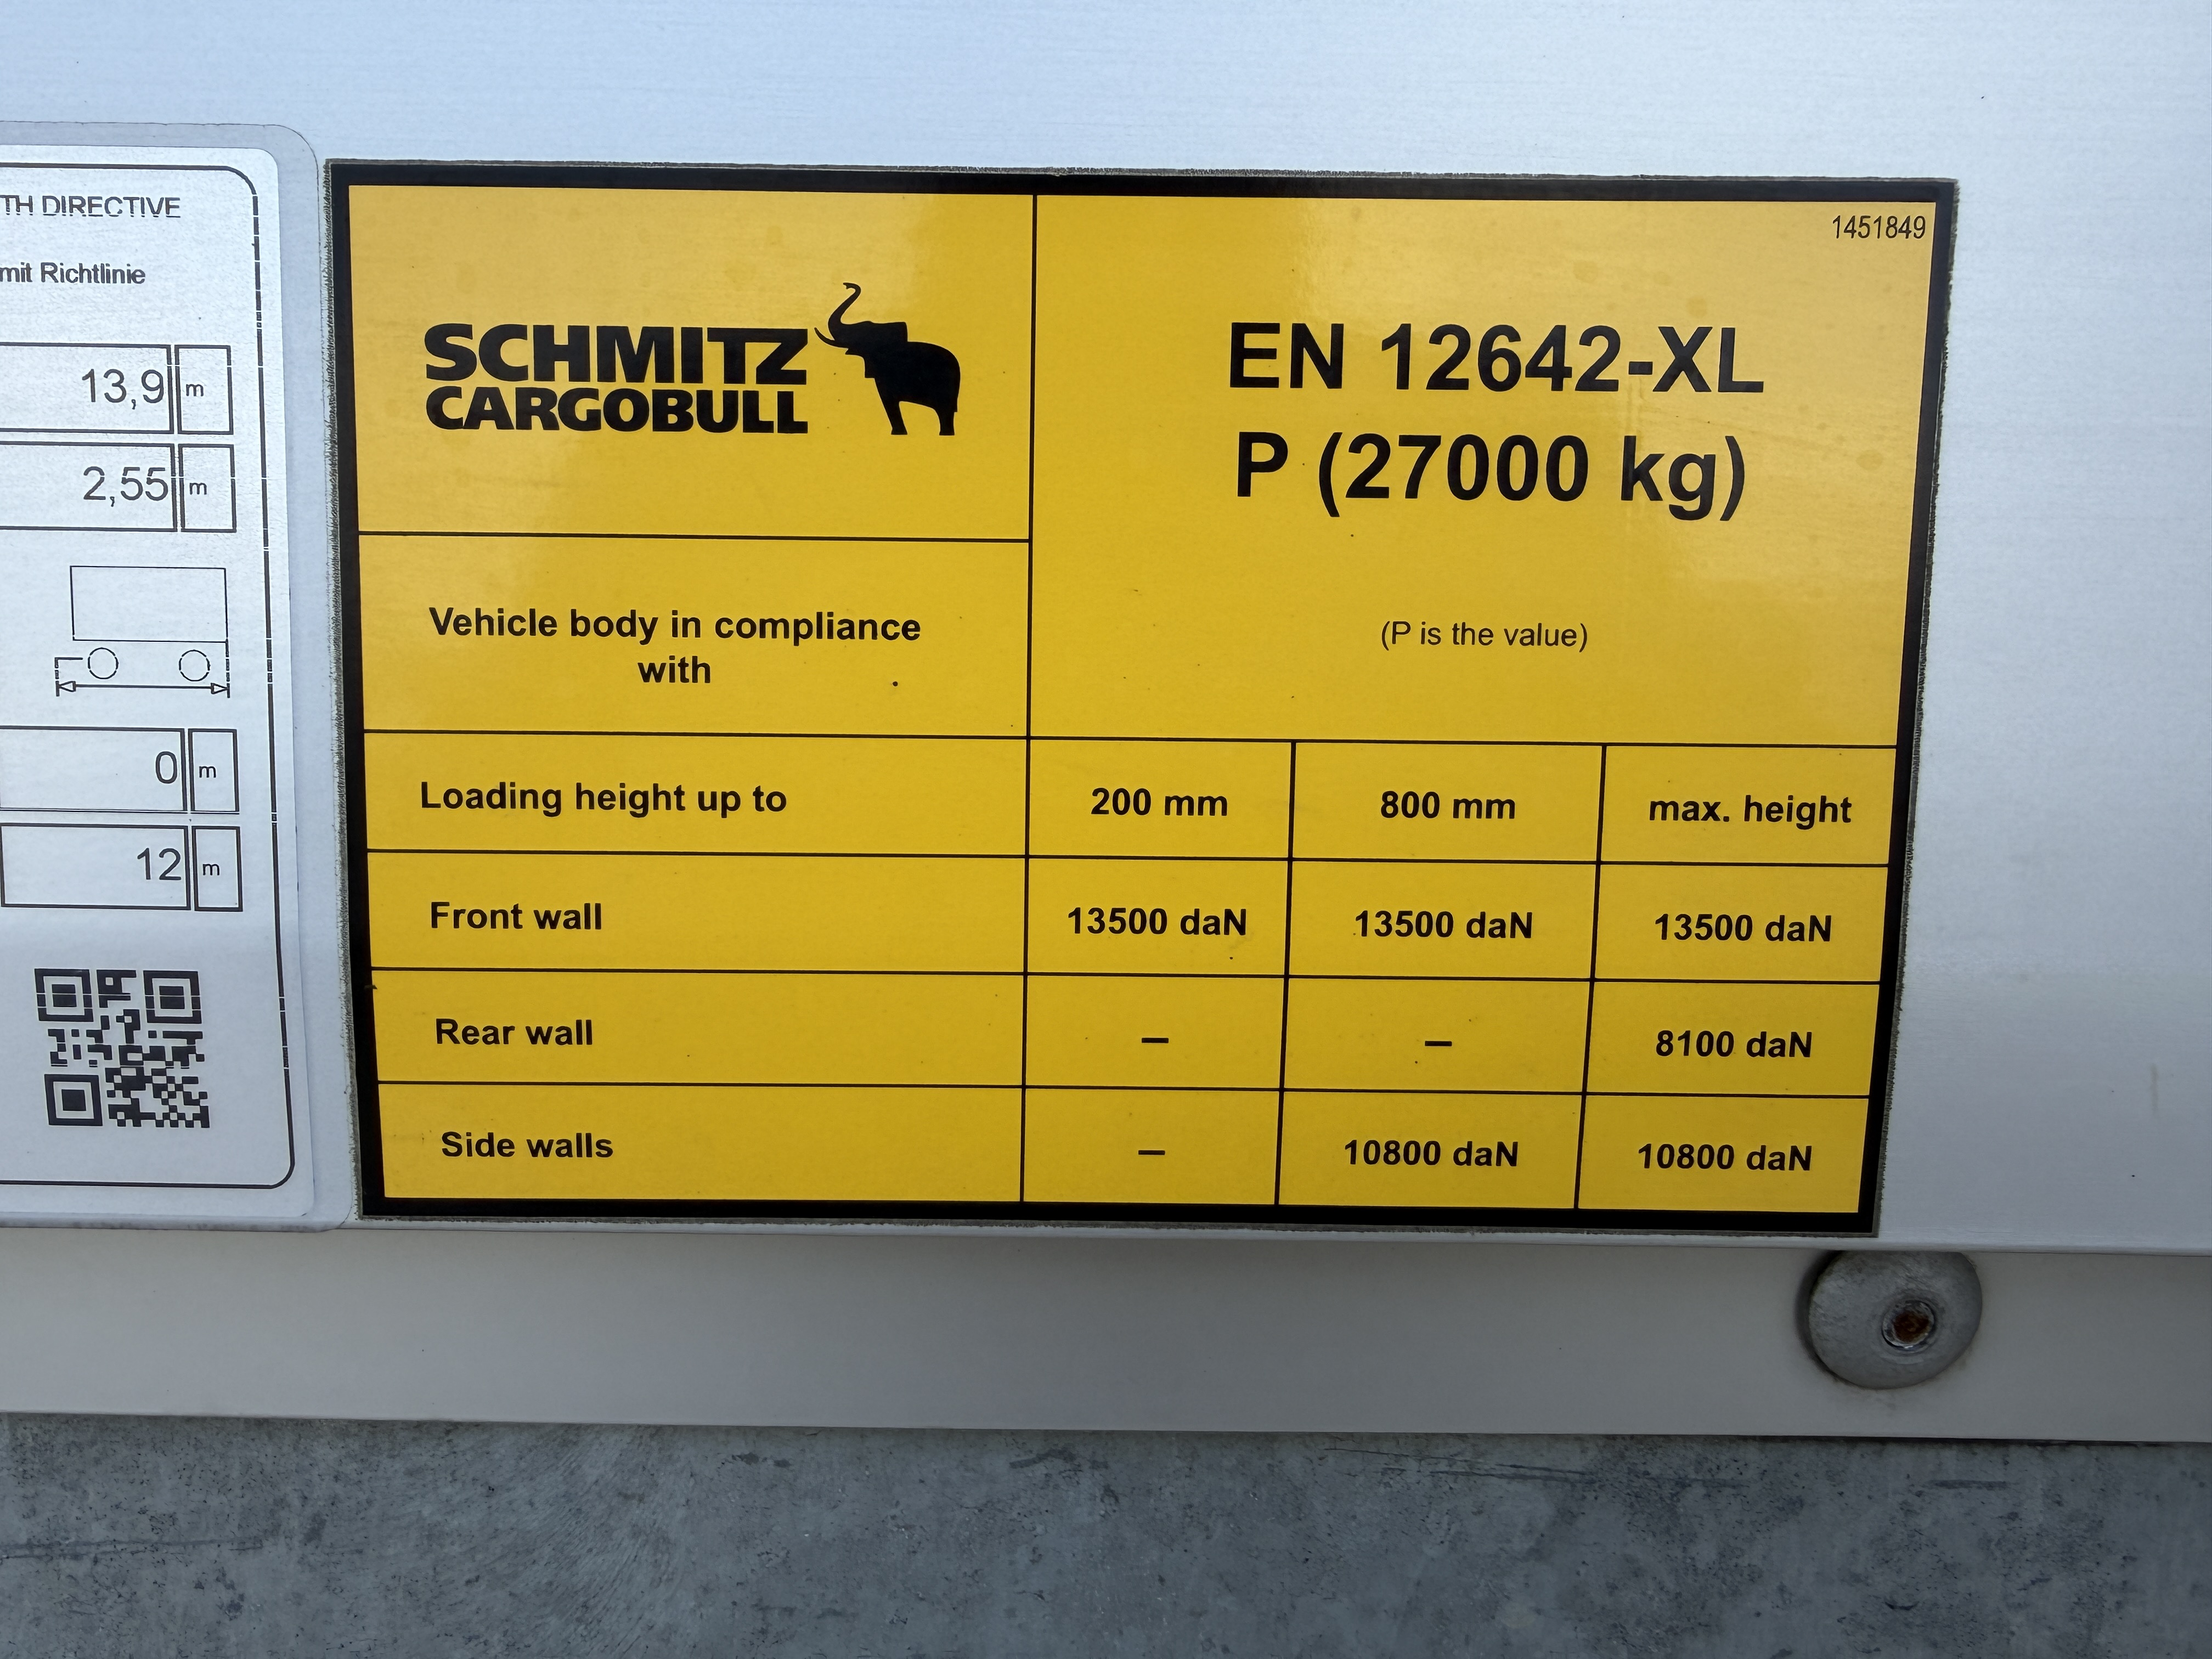 TH DIRECTIVE
mit Richtlinie
13,9 m
2,55 m
0 m
12 m
1451849
SCHMITZ
CARGOBULL
EN 12642-XL
P (27000 kg)
Vehicle body in compliance
with
(P is the value)
Loading height up to 200 mm 800 mm max. height
Front wall 13500 daN 13500 daN 13500 daN
Rear wall – – 8100 daN
Side walls – 10800 daN 10800 daN